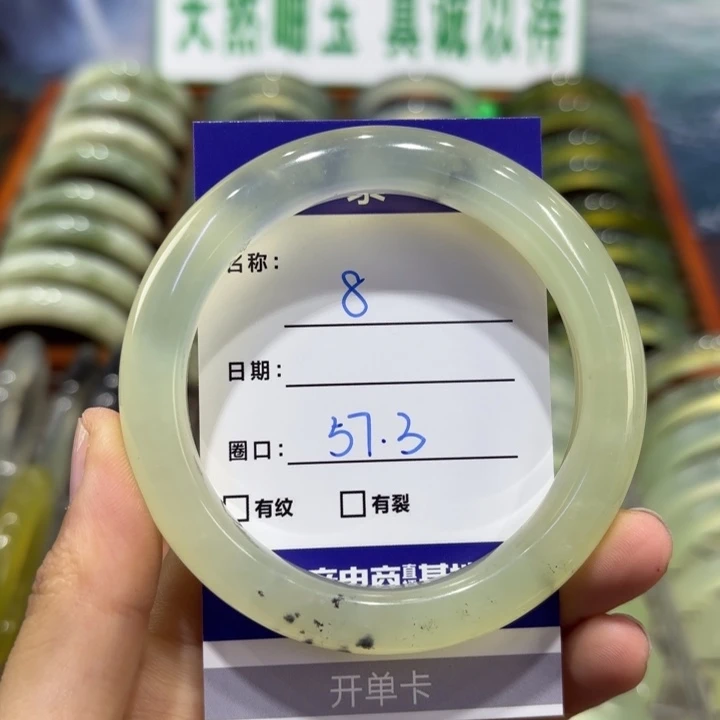 天然岫玉 真诚以待
名称: 8
日期:
圈口: 57.3
有纹 有裂
开单卡